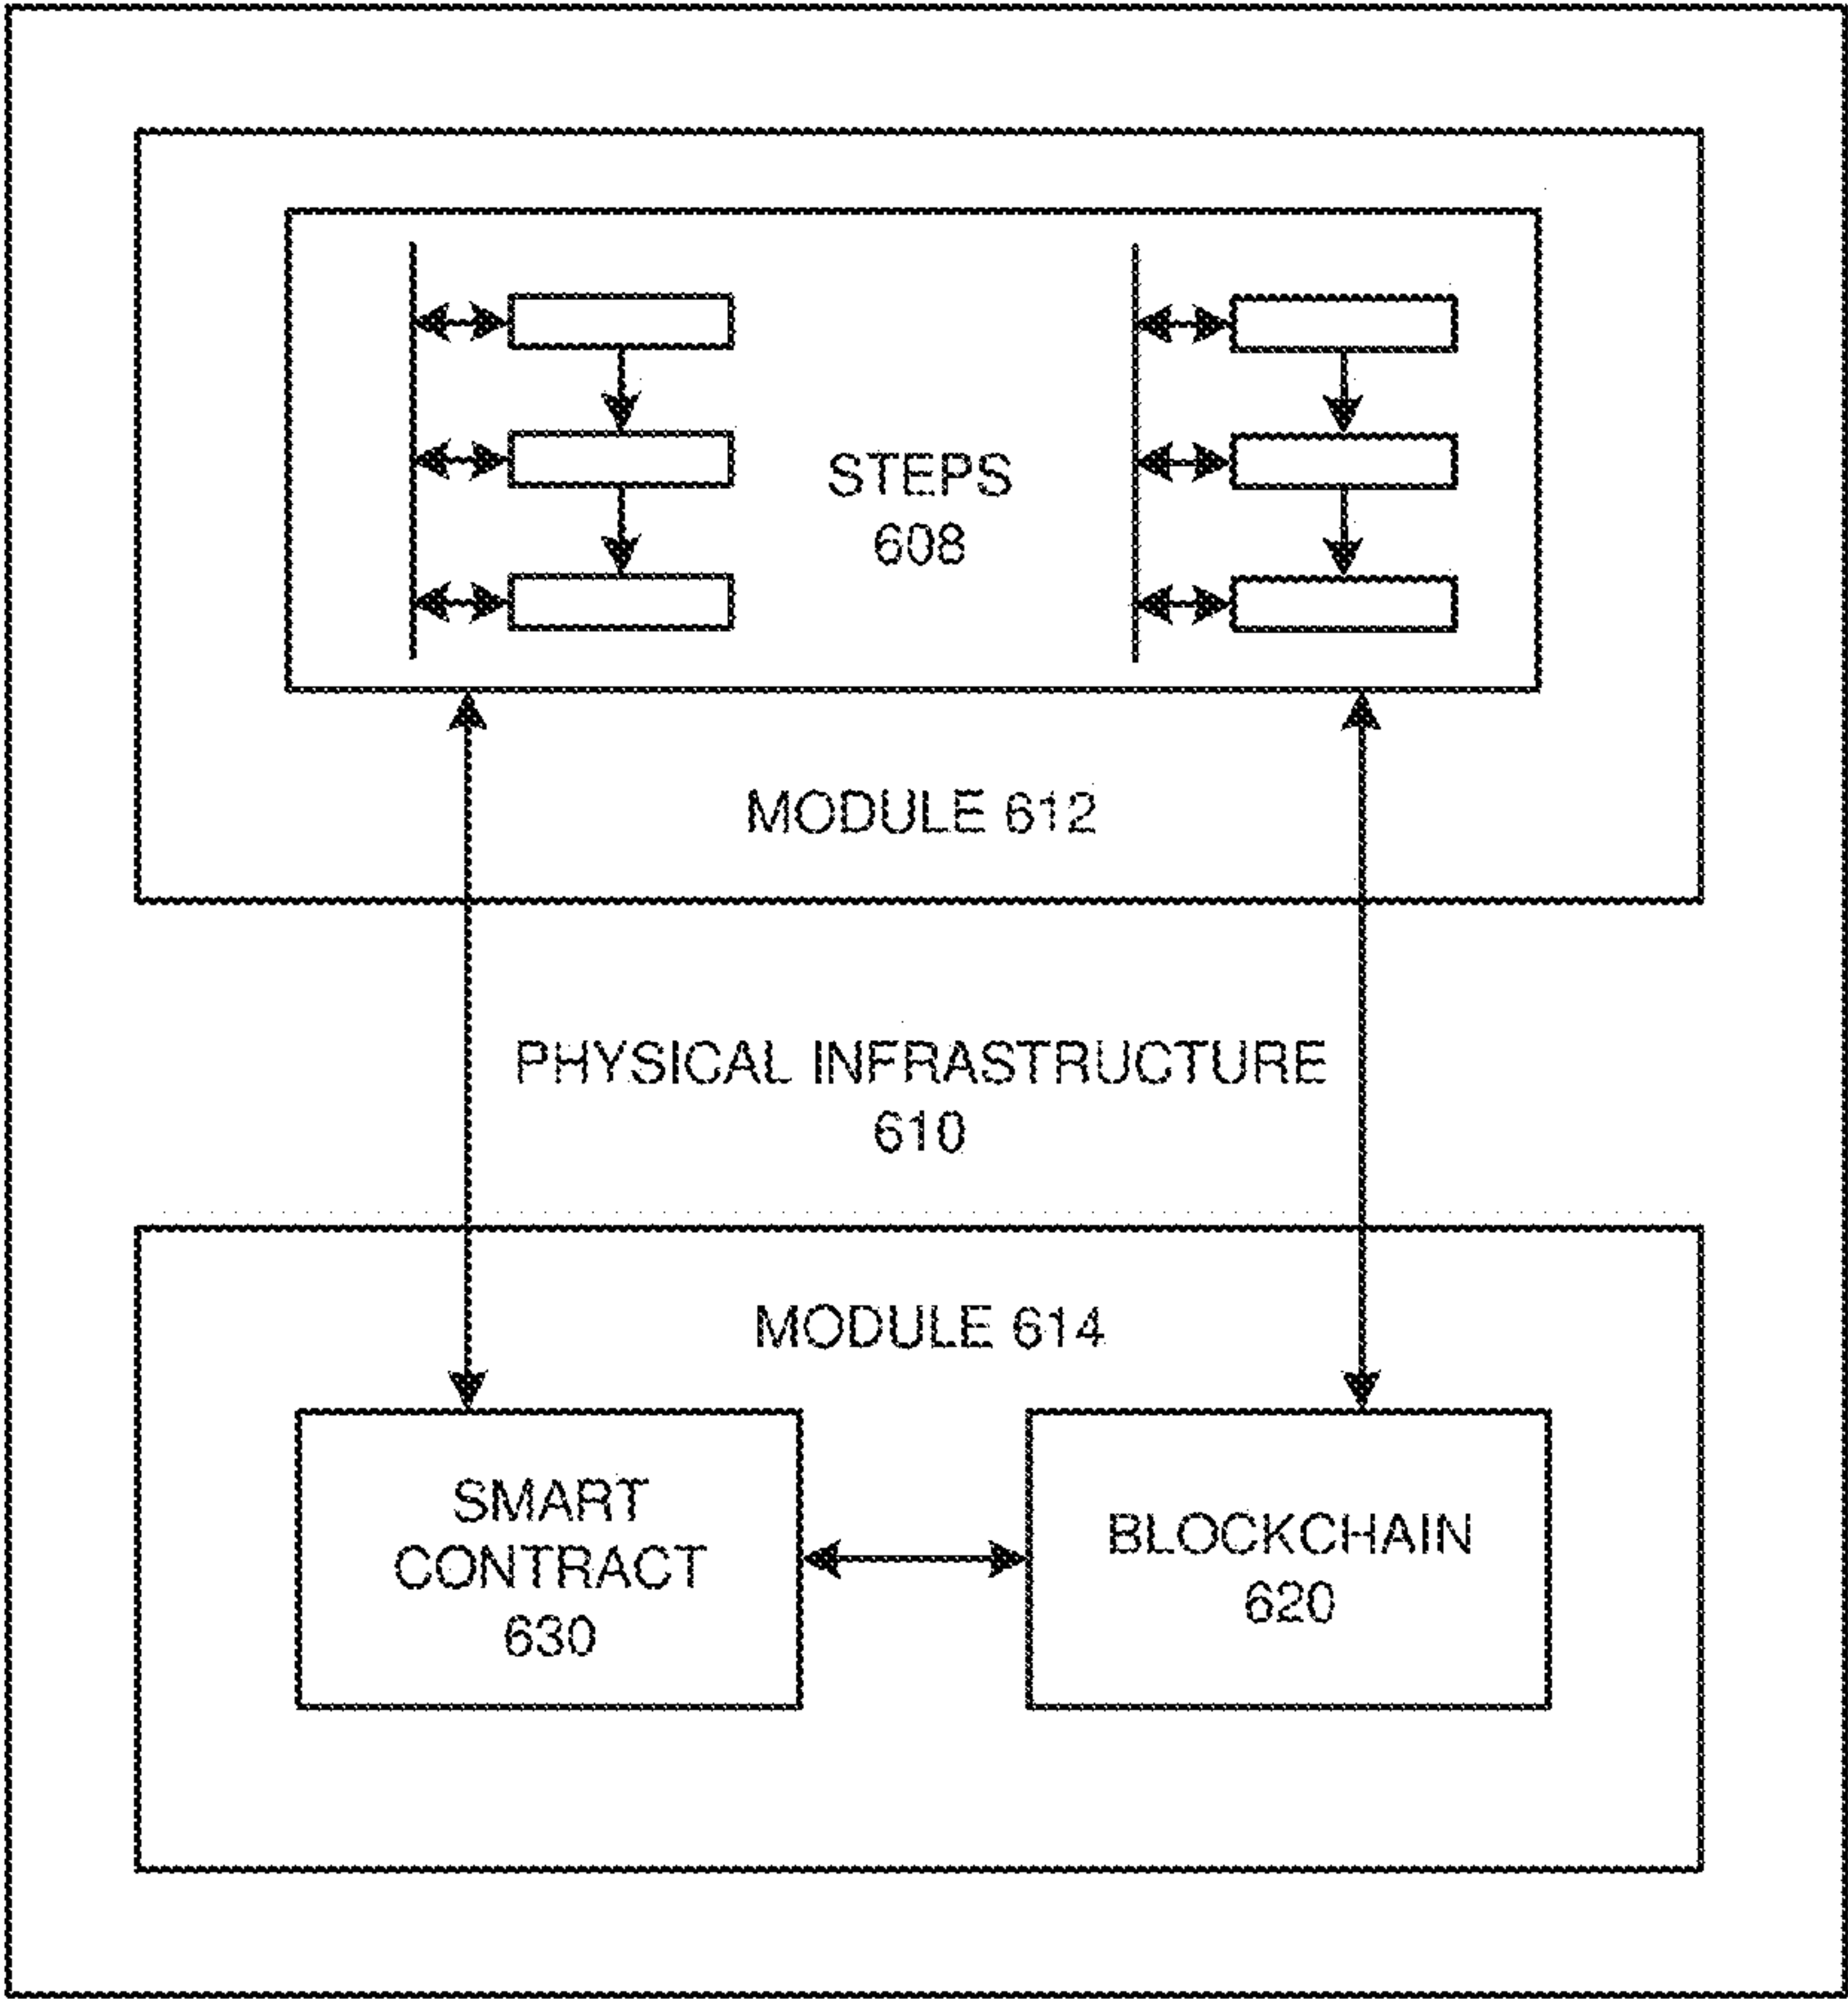 STEPS
608
MODULE 612
PHYSICAL INFRASTRUCTURE
610
MODULE 614
SMART
CONTRACT
630
BLOCKCHAIN
620